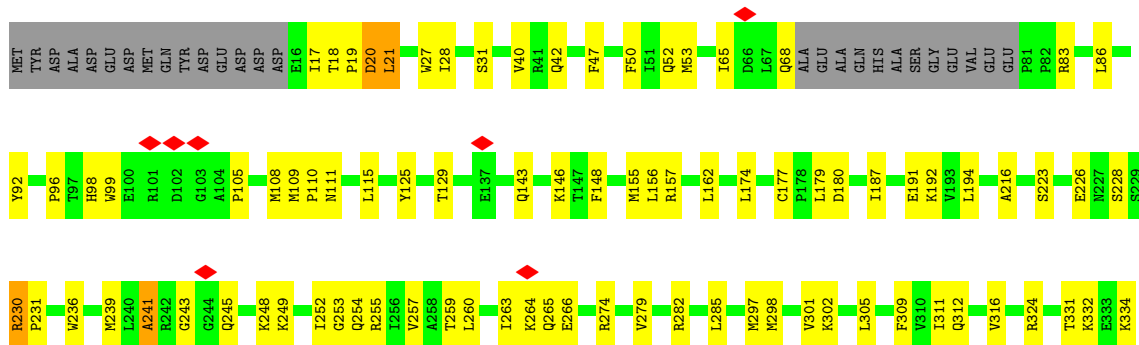 MET TYR ASP ALA ASP GLU ASP MET GLN TYR ASP GLU ASP ASP ASP E16 I17 T18 P19 D20 L21 W27 I28 S31 V40 R41 Q42 F47 F50 I51 Q52 M53 I65 D66 L67 Q68 ALA GLU ALA GLN HIS ALA SER GLY GLU VAL GLU GLU P81 P82 R83 L86
Y92 P96 T97 H98 W99 E100 R101 D102 G103 A104 P105 M108 M109 P110 N111 L115 Y125 T129 E137 Q143 K146 T147 F148 M155 L156 R157 L162 L174 C177 P178 L179 D180 I187 E191 K192 V193 L194 A216 S223 E226 N227 S228 S229
R230 P231 W236 M239 L240 A241 R242 G243 G244 Q245 K248 K249 I252 G253 Q254 R255 I256 V257 A258 T259 L260 I263 K264 Q265 E266 R274 V279 R282 L285 M297 M298 V301 K302 L305 F309 V310 I311 Q312 V316 R324 T331 K332 E333 K334